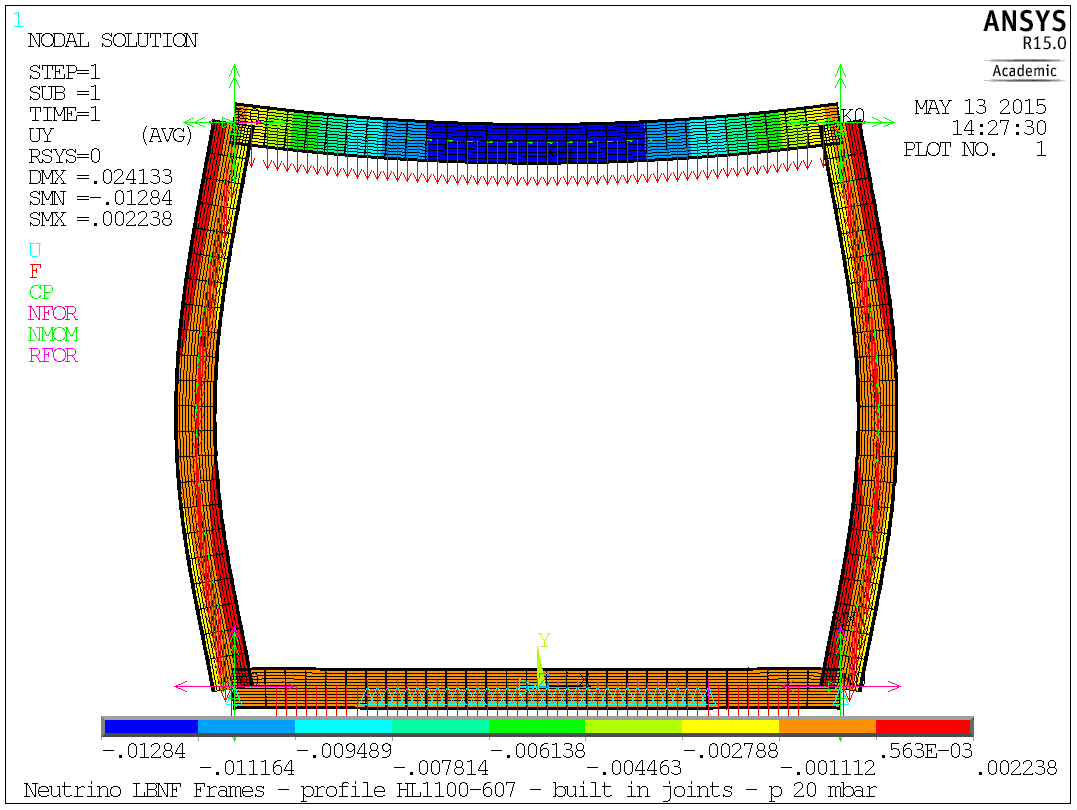 1
NODAL SOLUTION
STEP=1
SUB =1
TIME=1
UY (AVG)
RSYS=0
DMX =.024133
SMN =-.01284
SMX =.002238
U
F
CP
NFOR
NMOM
RFOR
ANSYS
R15.0
Academic
MAY 13 2015
14:27:30
PLOT NO. 1
Y
-.01284
-.011164
-.009489
-.007814
-.006138
-.004463
-.002788
-.001112
.563E-03
.002238
Neutrino LBNF Frames - profile HL1100-607 - built in joints - p 20 mbar